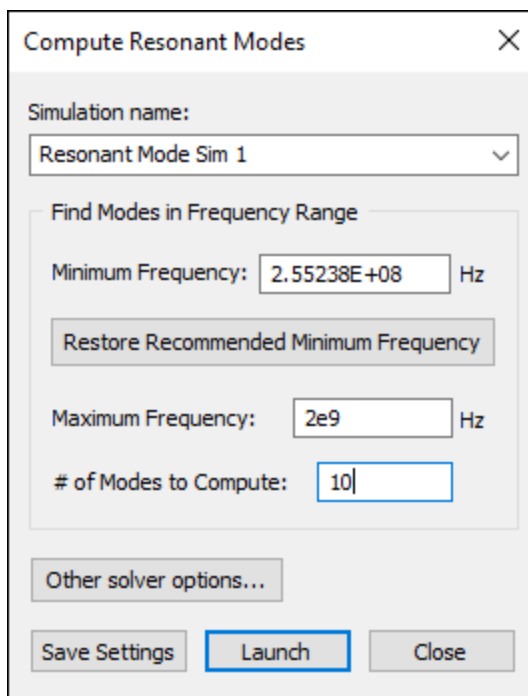 Compute Resonant Modes
Simulation name:
Resonant Mode Sim 1
Find Modes in Frequency Range
Minimum Frequency: 2.55238E+08 Hz
Restore Recommended Minimum Frequency
Maximum Frequency: 2e9 Hz
# of Modes to Compute: 10
Other solver options...
Save Settings Launch Close